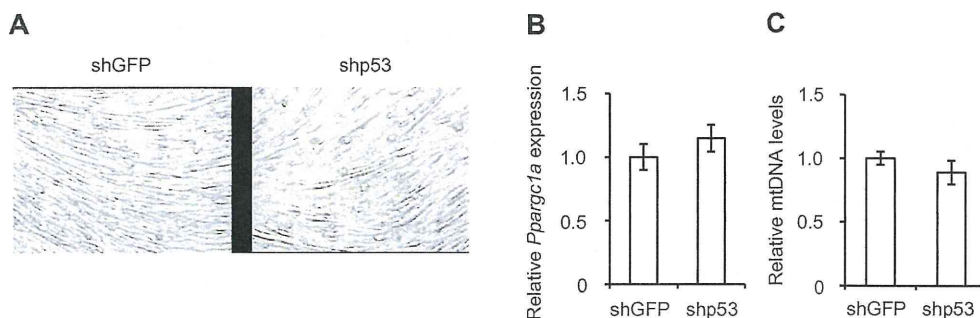 A
shGFP
shp53
B
Relative Ppargc1a expression
1.5
1.0
0.5
0
shGFP
shp53
C
Relative mtDNA levels
1.5
1.0
0.5
0
shGFP
shp53